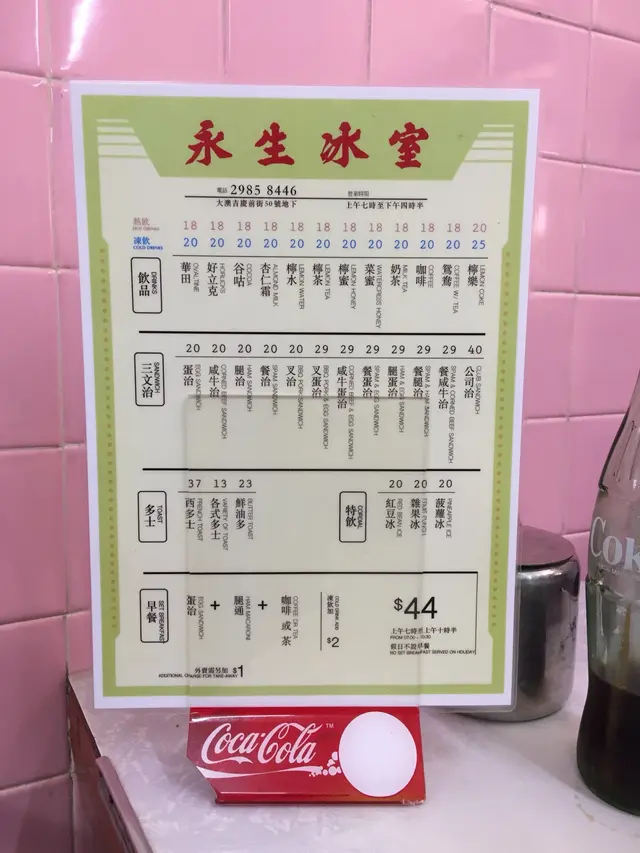 永生冰室
電話 2985 8446
營業時間
大澳吉慶前街50號地下
上午七時至下午四時半
熱飲 HOT DRINKS 18 18 18 18 18 18 18 18 18 18 18 20
凍飲 COLD DRINKS 20 20 20 20 20 20 20 20 20 20 20 25
飲品 DRINKS
華田 OVALTINE
好立克 HORLICKS
谷咕 COCOA
杏仁霜 ALMOND MILK
檸水 LEMON WATER
檸茶 LEMON TEA
檸蜜 LEMON HONEY
菜蜜 WATERCRESS HONEY
奶茶 MILK TEA
咖啡 COFFEE
鴛鴦 COFFEE W/ TEA
檸樂 LEMON COKE
20 20 20 20 20 29 29 29 29 29 29 40
三文治 SANDWICH
蛋治 EGG SANDWICH
咸牛治 CORNED BEEF SANDWICH
腿治 HAM SANDWICH
餐治 SPAM SANDWICH
叉治 BBQ PORK SANDWICH
叉蛋治 BBQ PORK & EGG SANDWICH
咸牛蛋治 CORNED BEEF & EGG SANDWICH
餐蛋治 SPAM & EGG SANDWICH
腿蛋治 HAM & EGG SANDWICH
餐腿治 SPAM & HAM SANDWICH
餐咸牛治 SPAM & CORNED BEEF SANDWICH
公司治 CLUB SANDWICH
37 13 23
多士 TOAST
西多士 FRENCH TOAST
各式多士 VARIETY OF TOAST
鮮油多 BUTTER TOAST
20 20 20
特飲
紅豆冰 RED BEAN ICE
雜果冰 FRUIT PUNCH
菠蘿冰 PINEAPPLE ICE
早餐 SET BREAKFAST
蛋治 EGG SANDWICH
+
腿通 HAM MACARONI
+
咖啡 或 茶 COFFEE OR TEA
凍飲加 COLD DRINK ADD $2
$44
上午七時至上午十時半
FROM 07:00 - 10:30
假日不設早餐
NO SET BREAKFAST SERVED ON HOLIDAY
外賣需另加 $1
ADDITIONAL CHARGE FOR TAKE-AWAY
Coca-Cola TM
Cok